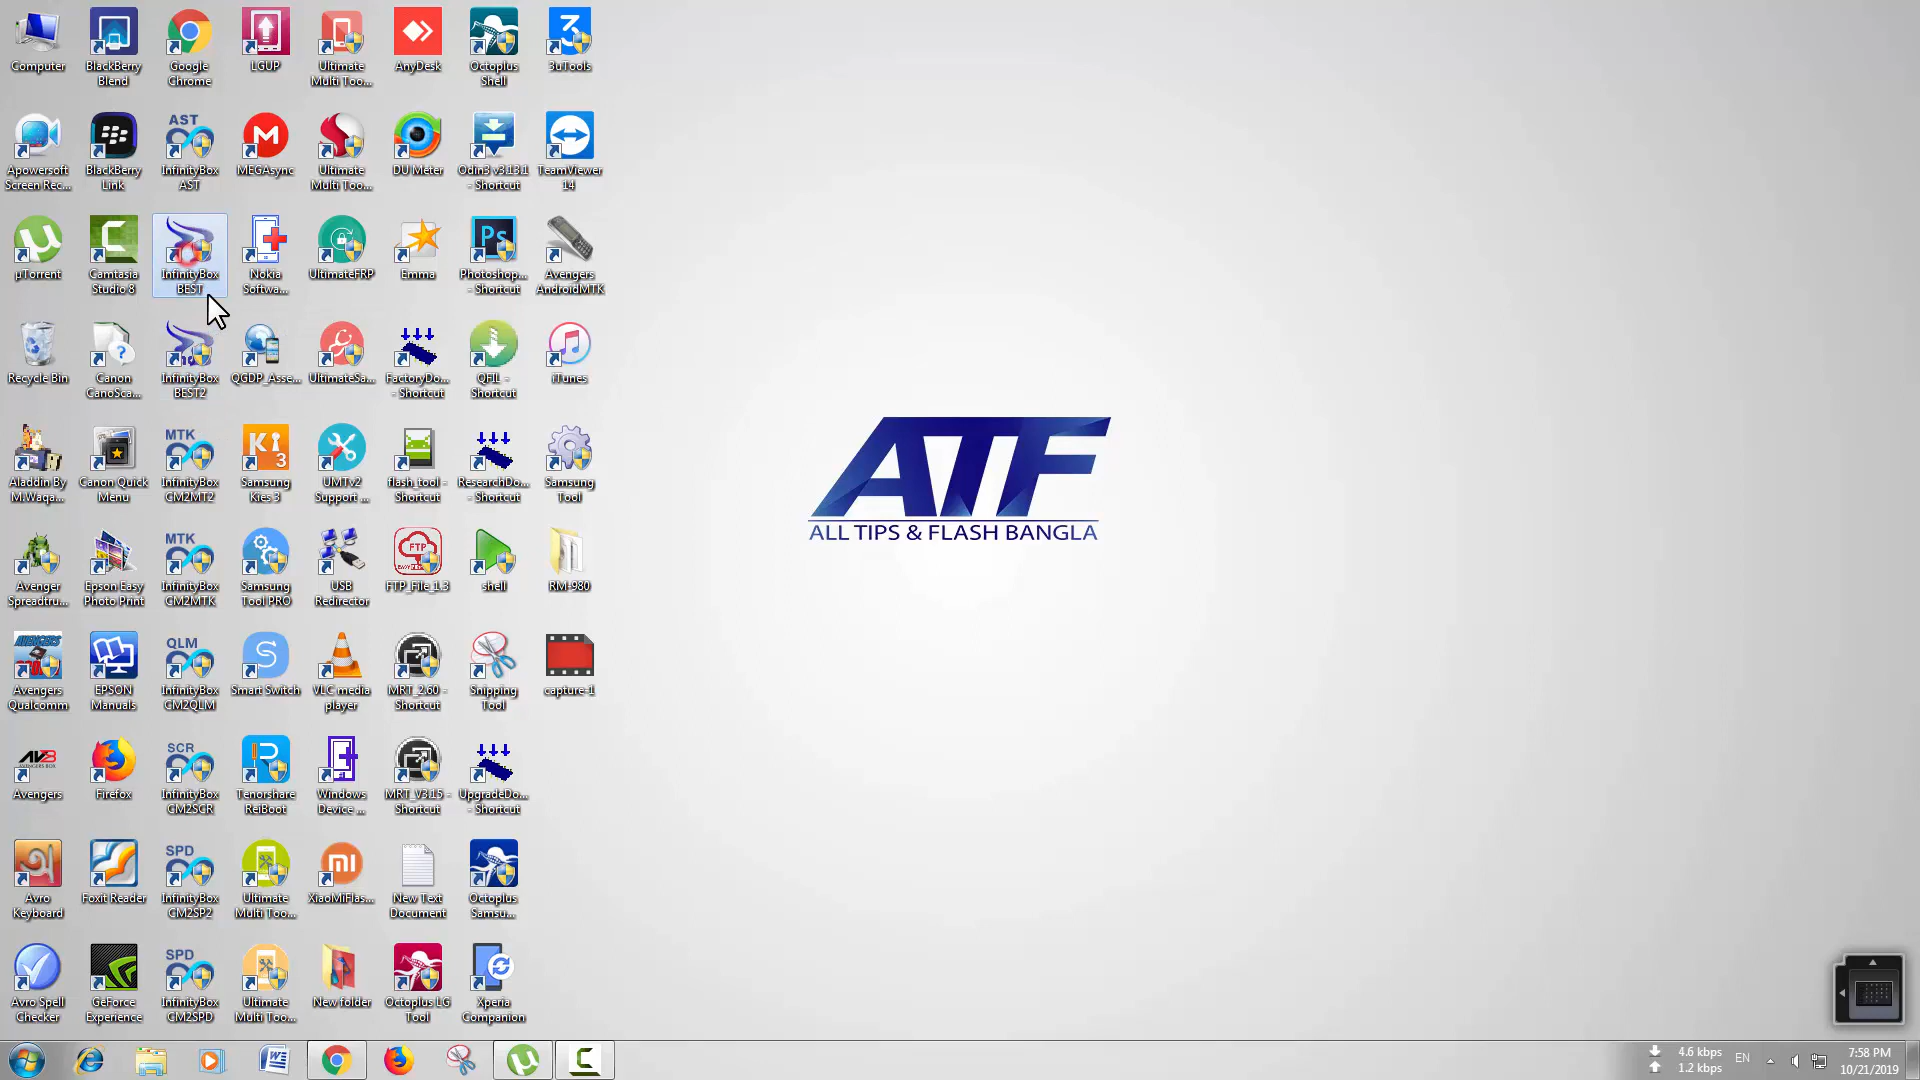 Computer
BlackBerry
Blend
Google
Chrome
LGUP
Ultimate
Multi Too...
AnyDesk
Octoplus
Shell
3uTools
Apowersoft
Screen Rec...
BlackBerry
Link
AST
InfinityBox
AST
MEGAsync
Ultimate
Multi Too...
DU Meter
Odin3 v3.13.1
- Shortcut
TeamViewer
14
µTorrent
Camtasia
Studio 8
InfinityBox
BEST
Nokia
Softwa...
UltimateFRP
Emma
Ps
Photoshop...
- Shortcut
Avengers
AndroidMTK
Recycle Bin
Canon
CanoSca...
InfinityBox
BEST2
QGDP_Asse...
UltimateSa...
FactoryDo...
- Shortcut
QFIL -
Shortcut
iTunes
Aladdin By
M.Waqa...
Canon Quick
Menu
MTK
InfinityBox
CM2MT2
Samsung
Kies 3
UMTv2
Support ...
flash_tool -
Shortcut
ResearchDo...
- Shortcut
Samsung
Tool
ATF
ALL TIPS & FLASH BANGLA
Avenger
Spreadtru...
Epson Easy
Photo Print
MTK
InfinityBox
CM2MTK
Samsung
Tool PRO
USB
Redirector
FTP
FTP_File_1.3
shell
RM-980
Avengers
Qualcomm
EPSON
Manuals
QLM
InfinityBox
CM2QLM
Smart Switch
VLC media
player
MRT_2.60 -
Shortcut
Snipping
Tool
capture-1
Avengers
Firefox
SCR
InfinityBox
CM2SCR
Tenorshare
ReiBoot
Windows
Device ...
MRT_V3.15 -
Shortcut
UpgradeDo...
- Shortcut
অ
Avro
Keyboard
Foxit Reader
SPD
InfinityBox
CM2SP2
Ultimate
Multi Too...
XiaoMiFlas...
New Text
Document
Octoplus
Samsu...
Avro Spell
Checker
GeForce
Experience
SPD
InfinityBox
CM2SPD
Ultimate
Multi Too...
New folder
Octoplus LG
Tool
Xperia
Companion
4.6 kbps
1.2 kbps
EN
7:58 PM
10/21/2019